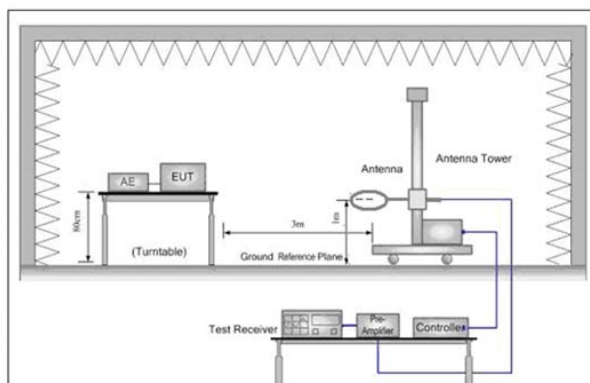 Antenna Tower
Antenna
AE
EUT
80cm
(Turntable)
3m
1m
Ground Reference Plane
Test Receiver
Pre-
Amplifier
Controller